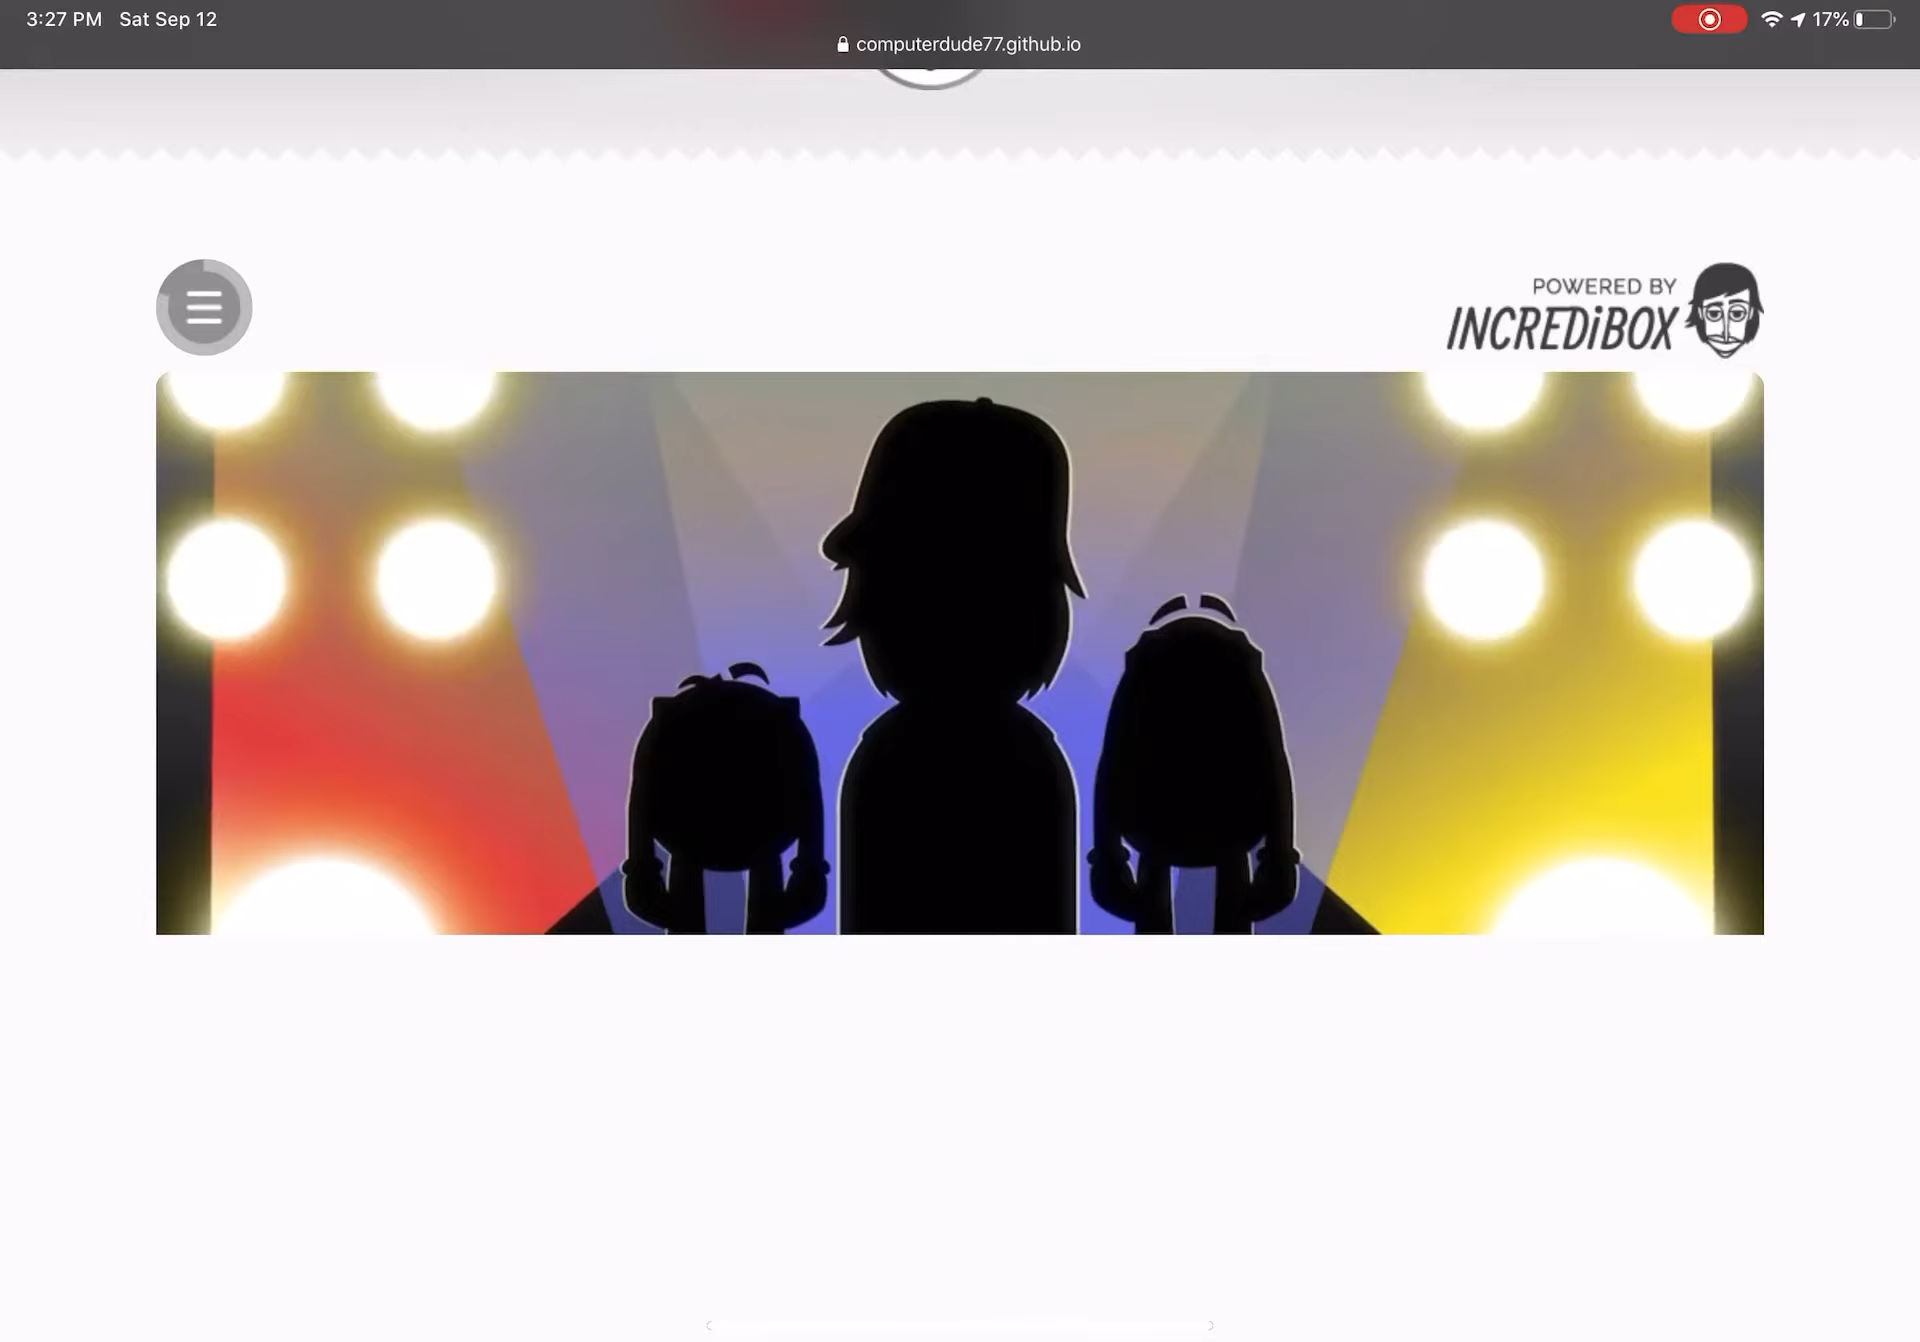 3:27 PM Sat Sep 12
17%
computerdude77.github.io
POWERED BY
INCREDiBOX